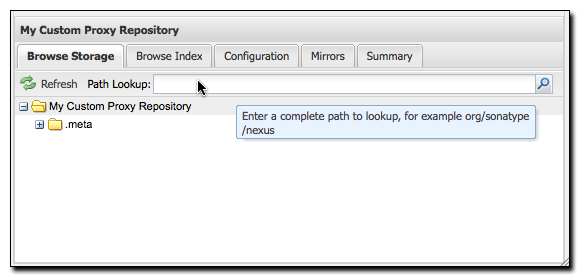 My Custom Proxy Repository
Browse Storage Browse Index Configuration Mirrors Summary
Refresh Path Lookup:
My Custom Proxy Repository
.meta
Enter a complete path to lookup, for example org/sonatype
/nexus